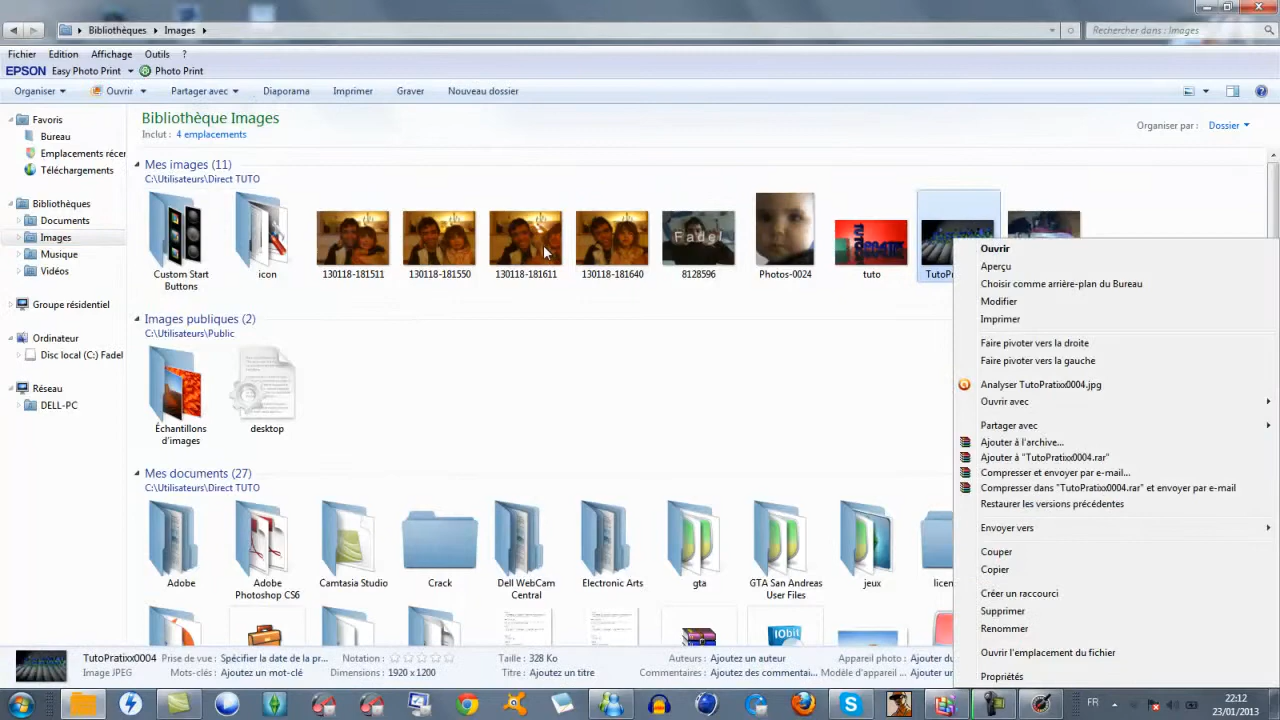 Bibliothèques Images
Rechercher dans : Images
Fichier Edition Affichage Outils ?
EPSON Easy Photo Print Photo Print
Organiser Ouvrir Partager avec Diaporama Imprimer Graver Nouveau dossier
Favoris
Bureau
Emplacements récer
Téléchargements
Bibliothèques
Documents
Images
Musique
Vidéos
Groupe résidentiel
Ordinateur
Disc local (C:) Fadel
Réseau
DELL-PC
Bibliothèque Images
Inclut : 4 emplacements
Organiser par : Dossier
Mes images (11)
C:\Utilisateurs\Direct TUTO
Custom Start
Buttons
icon
130118-181511
130118-181550
130118-181611
130118-181640
Fadel
8128596
Photos-0024
tuto
TutoPr
Images publiques (2)
C:\Utilisateurs\Public
Échantillons
d'images
desktop
Mes documents (27)
C:\Utilisateurs\Direct TUTO
Adobe
Adobe
Photoshop CS6
Camtasia Studio
Crack
Dell WebCam
Central
Electronic Arts
gta
GTA San Andreas
User Files
jeux
licen
IObit
Ouvrir
Aperçu
Choisir comme arrière-plan du Bureau
Modifier
Imprimer
Faire pivoter vers la droite
Faire pivoter vers la gauche
Analyser TutoPratixx0004.jpg
Ouvrir avec
Partager avec
Ajouter à l'archive...
Ajouter à "TutoPratixx0004.rar"
Compresser et envoyer par e-mail...
Compresser dans "TutoPratixx0004.rar" et envoyer par e-mail
Restaurer les versions précédentes
Envoyer vers
Couper
Copier
Créer un raccourci
Supprimer
Renommer
Ouvrir l'emplacement du fichier
Propriétés
TutoPratixx0004 Prise de vue : Spécifier la date de la pr... Notation : Taille : 328 Ko Auteurs : Ajoutez un auteur Appareil photo : Ajouter du
Image JPEG Mots-clés : Ajoutez un mot-clé Dimensions : 1920 x 1200 Titre : Ajoutez un titre Commentaires : Ajoutez des commentai... Modèle d'appareil ... Ajouter un
FR
22:12
23/01/2013